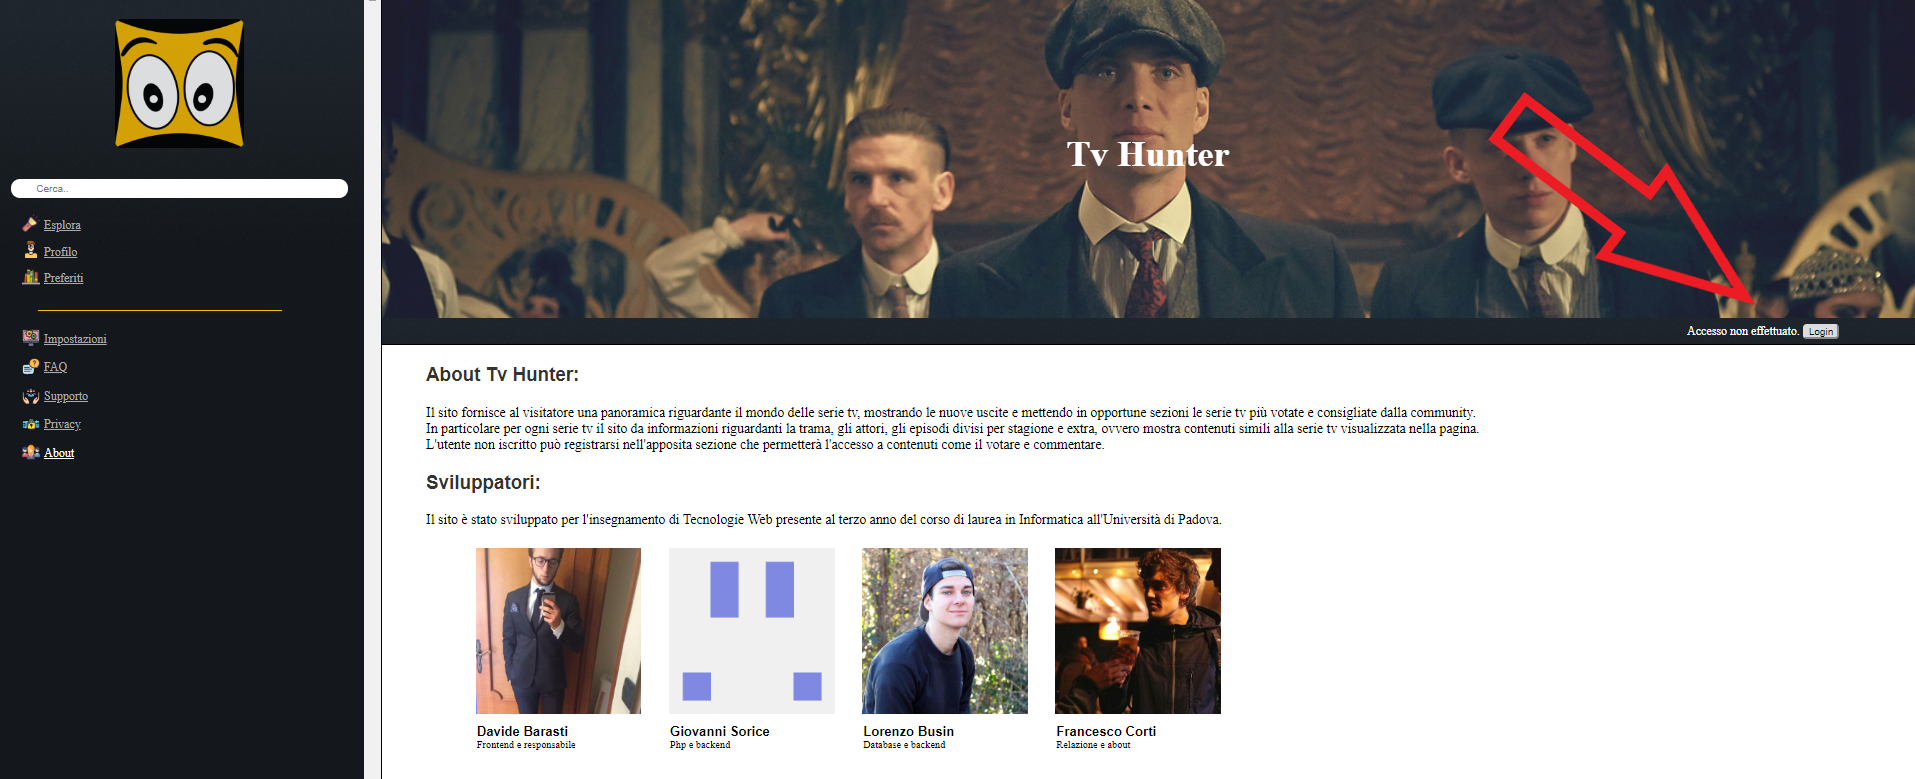 Cerca..
Esplora
Profilo
Preferiti
Impostazioni
FAQ
Supporto
Privacy
About
Tv Hunter
Accesso non effettuato. Login
About Tv Hunter:
Il sito fornisce al visitatore una panoramica riguardante il mondo delle serie tv, mostrando le nuove uscite e mettendo in opportune sezioni le serie tv più votate e consigliate dalla community.
In particolare per ogni serie tv il sito da informazioni riguardanti la trama, gli attori, gli episodi divisi per stagione e extra, ovvero mostra contenuti simili alla serie tv visualizzata nella pagina.
L'utente non iscritto può registrarsi nell'apposita sezione che permetterà l'accesso a contenuti come il votare e commentare.
Sviluppatori:
Il sito è stato sviluppato per l'insegnamento di Tecnologie Web presente al terzo anno del corso di laurea in Informatica all'Università di Padova.
Davide Barasti
Frontend e responsabile
Giovanni Sorice
Php e backend
Lorenzo Busin
Database e backend
Francesco Corti
Relazione e about